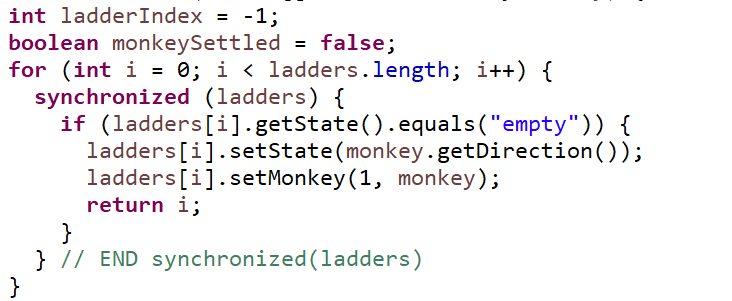 int ladderIndex = -1;
boolean monkeySettled = false;
for (int i = 0; i < ladders.length; i++) {
  synchronized (ladders) {
    if (ladders[i].getState().equals("empty")) {
      ladders[i].setState(monkey.getDirection());
      ladders[i].setMonkey(1, monkey);
      return i;
    }
  } // END synchronized(ladders)
}